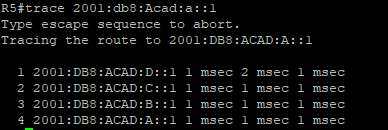 R5#trace 2001:db8:Acad:a::1
Type escape sequence to abort.
Tracing the route to 2001:DB8:ACAD:A::1
1 2001:DB8:ACAD:D::1 1 msec 2 msec 1 msec
2 2001:DB8:ACAD:C::1 1 msec 1 msec 1 msec
3 2001:DB8:ACAD:B::1 1 msec 1 msec 1 msec
4 2001:DB8:ACAD:A::1 1 msec 1 msec 1 msec